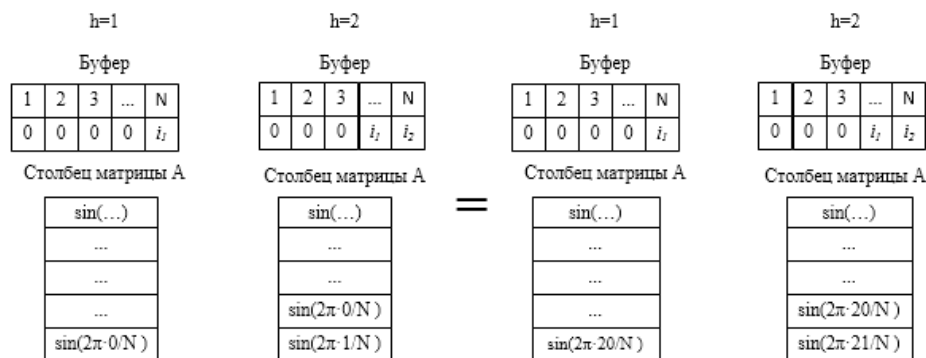 h=1 h=2 h=1 h=2
Буфер Буфер Буфер Буфер
1 2 3 ... N 1 2 3 ... N 1 2 3 ... N 1 2 3 ... N
0 0 0 0 i₁ 0 0 0 i₁ i₂ 0 0 0 0 i₁ 0 0 0 i₁ i₂
Столбец матрицы А Столбец матрицы А Столбец матрицы А Столбец матрицы А
sin(…) sin(…) = sin(…) sin(…)
... ... ... ...
... ... ... ...
... sin(2π·0/N ) ... sin(2π·20/N )
sin(2π·0/N ) sin(2π·1/N ) sin(2π·20/N ) sin(2π·21/N )